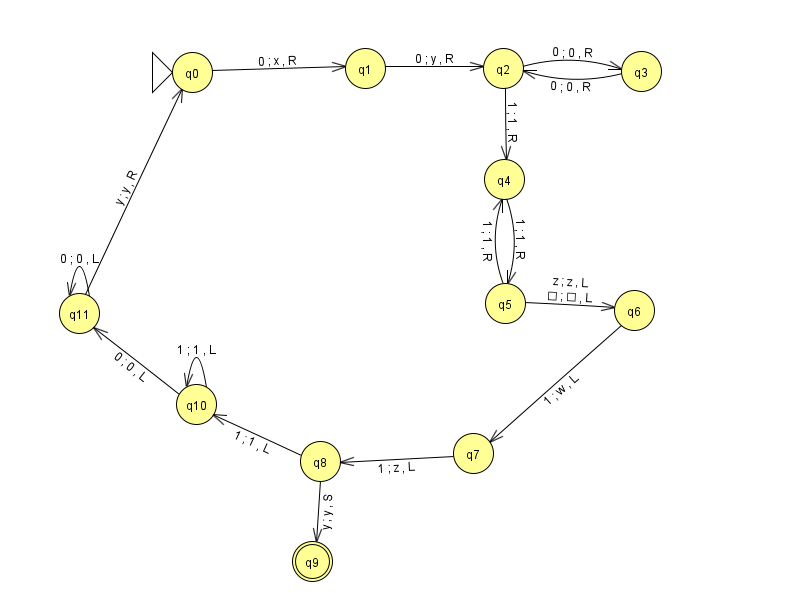 q0
0 ; x , R
q1
0 ; y , R
q2
0 ; 0 , R
q3
0 ; 0 , R
1 ; 1 , R
q4
1 ; 1 , R
1 ; 1 , R
y ; y , R
0 ; 0 , L
q11
q5
z ; z , L
□ ; □ , L
q6
0 ; 0 , L
1 ; 1 , L
q10
1 ; w , L
1 ; 1 , L
q8
1 ; z , L
q7
y ; y , S
q9